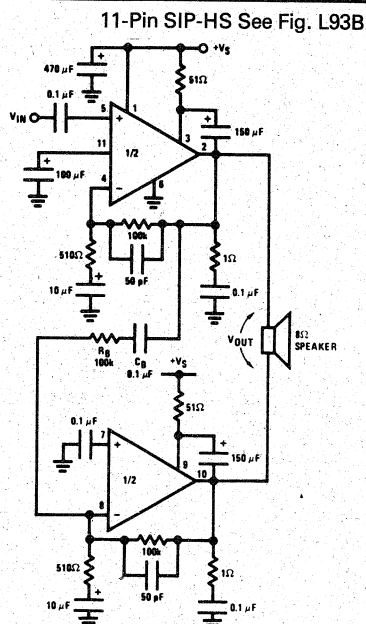 11-Pin SIP-HS See Fig. L93B
+VS
470 µF
+
51Ω
0.1 µF
VIN
5
1
+
3
150 µF
+
2
11
1/2
+
100 µF
4
−
6
100k
510Ω
50 pF
1Ω
10 µF
+
0.1 µF
RB
100k
CB
0.1 µF
VOUT
8Ω
SPEAKER
+VS
51Ω
0.1 µF
7
+
9
+
150 µF
1/2
10
8
−
100k
510Ω
50 pF
1Ω
10 µF
+
0.1 µF